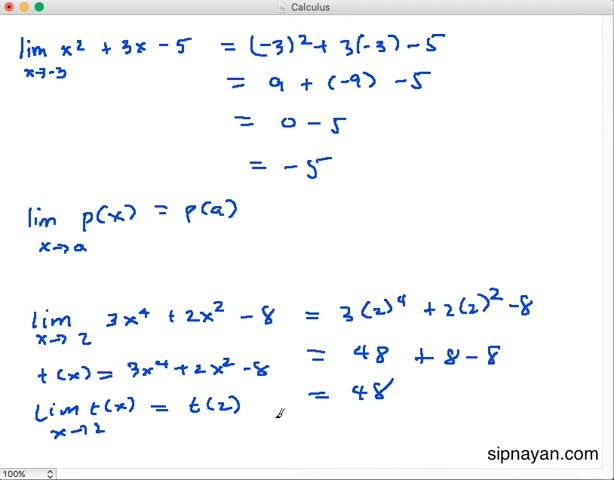 Calculus
lim x² + 3x - 5 = (-3)² + 3(-3) - 5
x→-3
= 9 + (-9) - 5
= 0 - 5
= -5
lim p(x) = p(a)
x→a
lim 3x⁴ + 2x² - 8 = 3(2)⁴ + 2(2)² - 8
x→2
= 48 + 8 - 8
t(x) = 3x⁴ + 2x² - 8
= 48
Lim t(x) = t(2)
x→2
sipnayan.com
100%